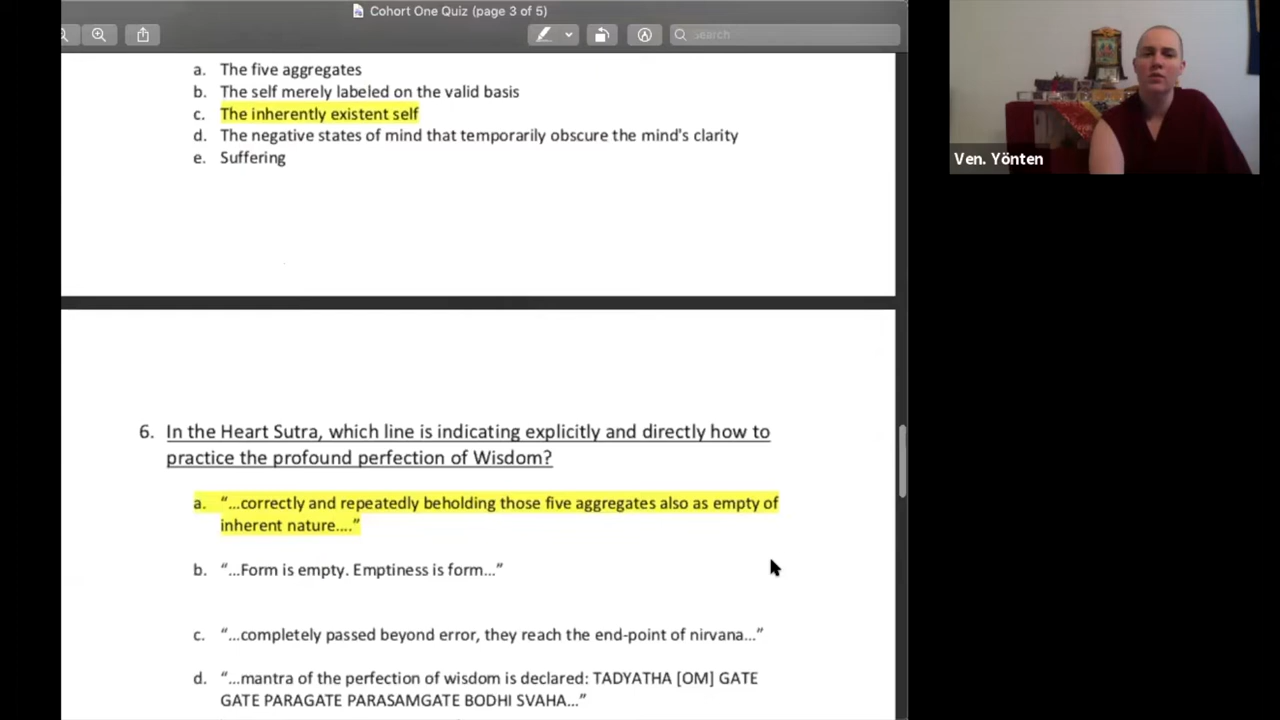 Cohort One Quiz (page 3 of 5)
Search
a. The five aggregates
b. The self merely labeled on the valid basis
c. The inherently existent self
d. The negative states of mind that temporarily obscure the mind's clarity
e. Suffering
6. In the Heart Sutra, which line is indicating explicitly and directly how to
practice the profound perfection of Wisdom?
a. “…correctly and repeatedly beholding those five aggregates also as empty of
inherent nature….”
b. “…Form is empty. Emptiness is form…”
c. “…completely passed beyond error, they reach the end-point of nirvana…”
d. “…mantra of the perfection of wisdom is declared: TADYATHA [OM] GATE
GATE PARAGATE PARASAMGATE BODHI SVAHA…”
Ven. Yönten